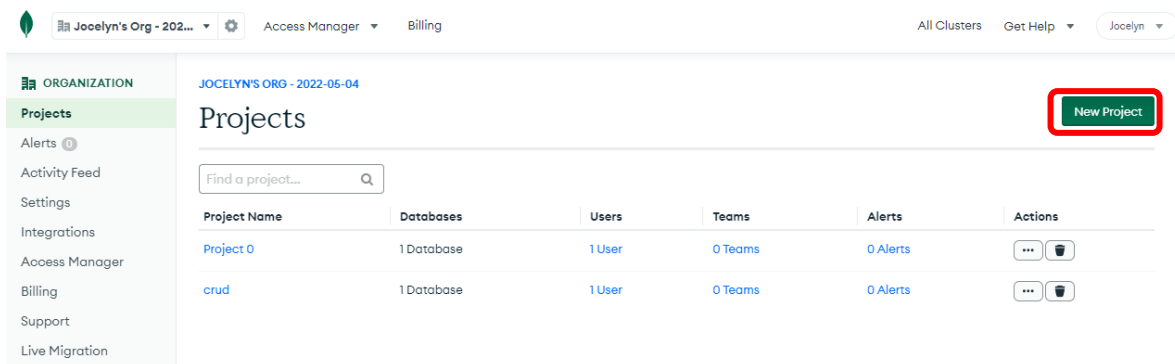 Jocelyn's Org - 202... Access Manager Billing All Clusters Get Help Jocelyn
ORGANIZATION
Projects
Alerts 0
Activity Feed
Settings
Integrations
Access Manager
Billing
Support
Live Migration
JOCELYN'S ORG - 2022-05-04
Projects
New Project
Find a project...
Project Name Databases Users Teams Alerts Actions
Project 0 1 Database 1 User 0 Teams 0 Alerts
crud 1 Database 1 User 0 Teams 0 Alerts